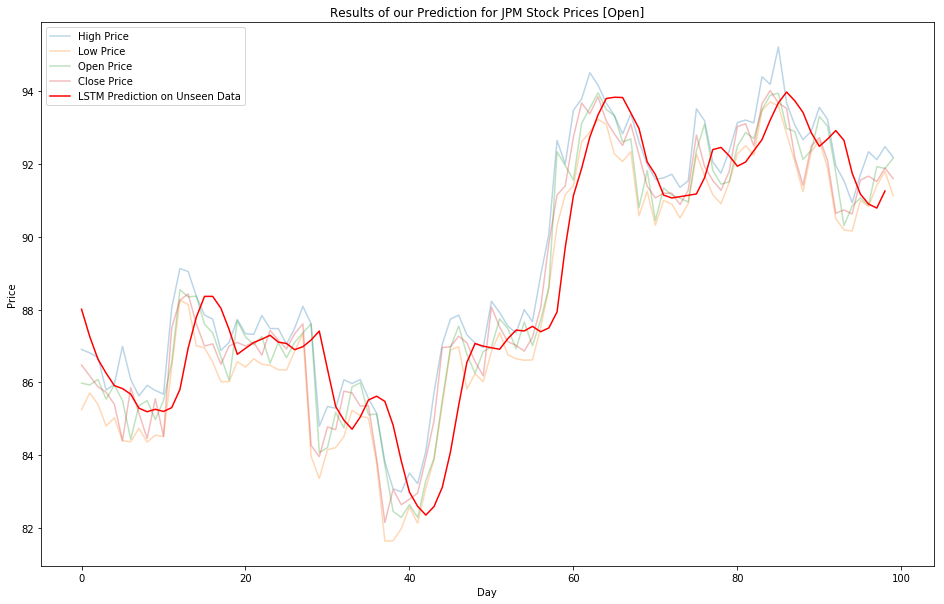 Results of our Prediction for JPM Stock Prices [Open]
High Price
Low Price
Open Price
Close Price
LSTM Prediction on Unseen Data
94
92
90
88
86
84
82
Price
0 20 40 60 80 100
Day